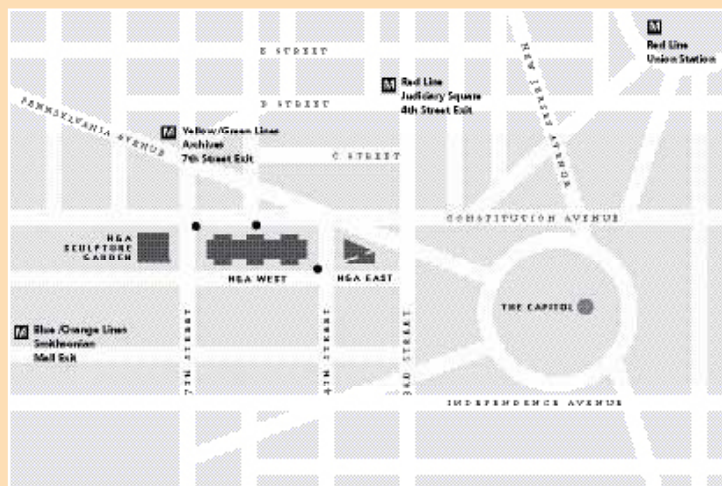 E STREET
M
Red Line
Union Station
M
Red Line
Judiciary Square
4th Street Exit
NEW JERSEY AVENUE
D STREET
PENNSYLVANIA AVENUE
M
Yellow/Green Lines
Archives
7th Street Exit
C STREET
CONSTITUTION AVENUE
NGA
SCULPTURE
GARDEN
NGA WEST
NGA EAST
THE CAPITOL
M
Blue/Orange Lines
Smithsonian
Mall Exit
7TH STREET
4TH STREET
3RD STREET
INDEPENDENCE AVENUE